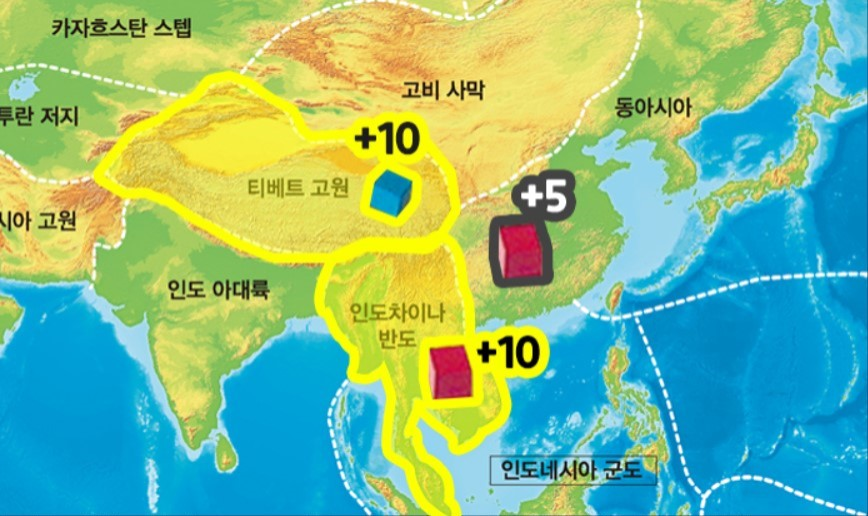 카자흐스탄 스텝
고비 사막
투란 저지
동아시아
+10
티베트 고원
+5
시아 고원
인도 아대륙
인도차이나
반도
+10
인도네시아 군도